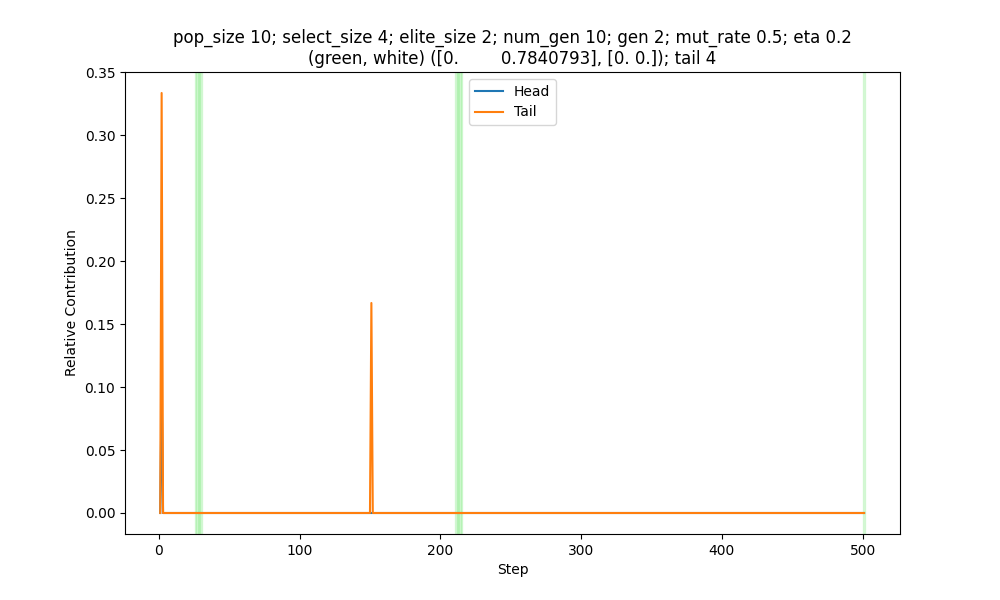 pop_size 10; select_size 4; elite_size 2; num_gen 10; gen 2; mut_rate 0.5; eta 0.2
(green, white) ([0.        0.7840793], [0. 0.]); tail 4
0.35
0.30
0.25
0.20
0.15
0.10
0.05
0.00
Relative Contribution
Head
Tail
0
100
200
300
400
500
Step